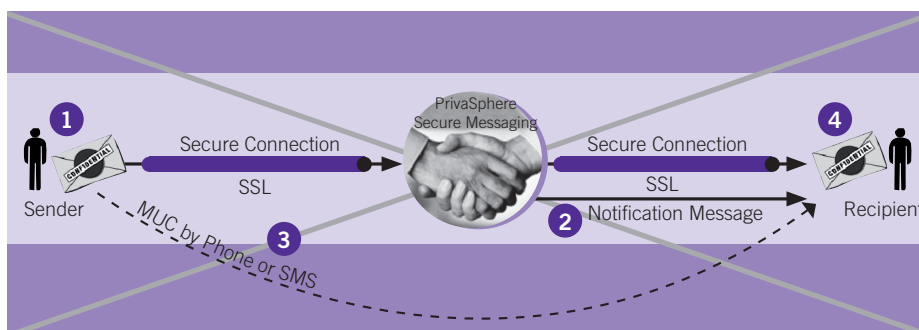 1
PrivaSphere
Secure Messaging
4
Secure Connection
Secure Connection
CONFIDENTIAL
CONFIDENTIAL
SSL
SSL
Sender
2
Notification Message
Recipient
MUC by Phone or SMS
3